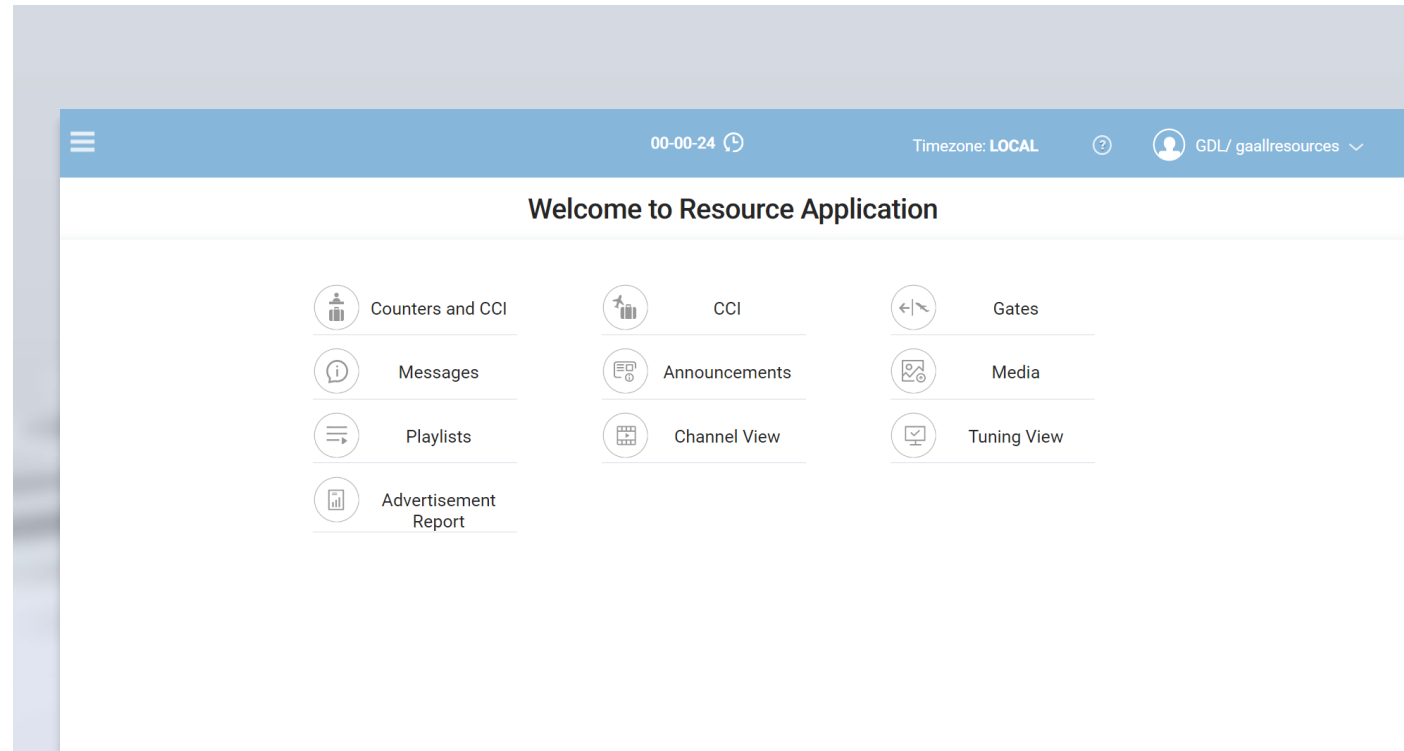 00-00-24
Timezone: LOCAL
GDL/ gaallresources
Welcome to Resource Application
Counters and CCI
CCI
Gates
Messages
Announcements
Media
Playlists
Channel View
Tuning View
Advertisement
Report